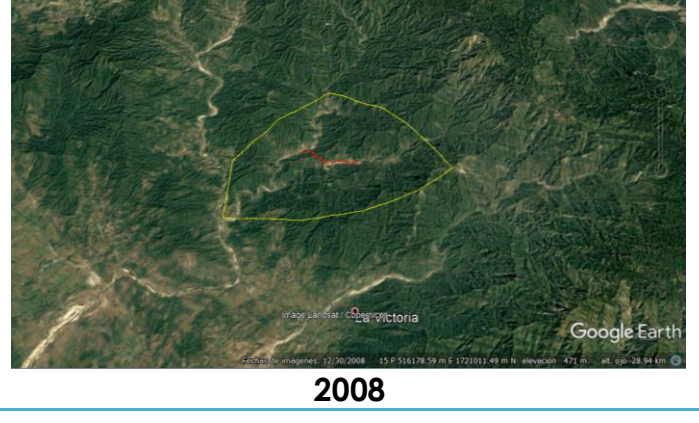 Image Landsat / Copernicus
La Victoria
Google Earth
Fechas de imágenes: 12/30/2008 15 P 516178.59 m E 1721011.49 m N elevación 471 m alt. ojo 28.94 km
2008